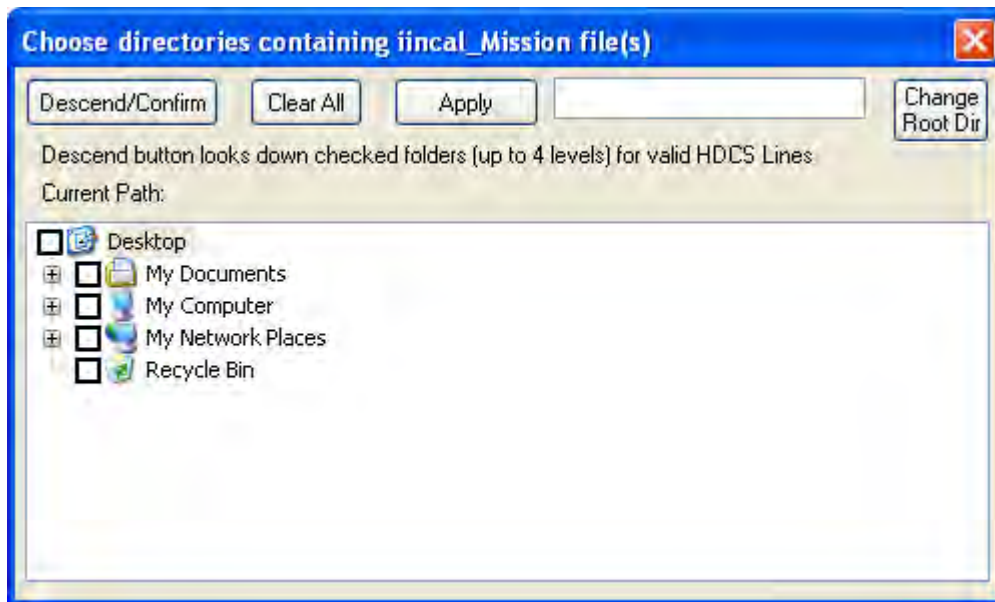 Choose directories containing iincal_Mission file(s)
Descend/Confirm
Clear All
Apply
Change
Root Dir
Descend button looks down checked folders (up to 4 levels) for valid HDCS Lines
Current Path:
Desktop
My Documents
My Computer
My Network Places
Recycle Bin